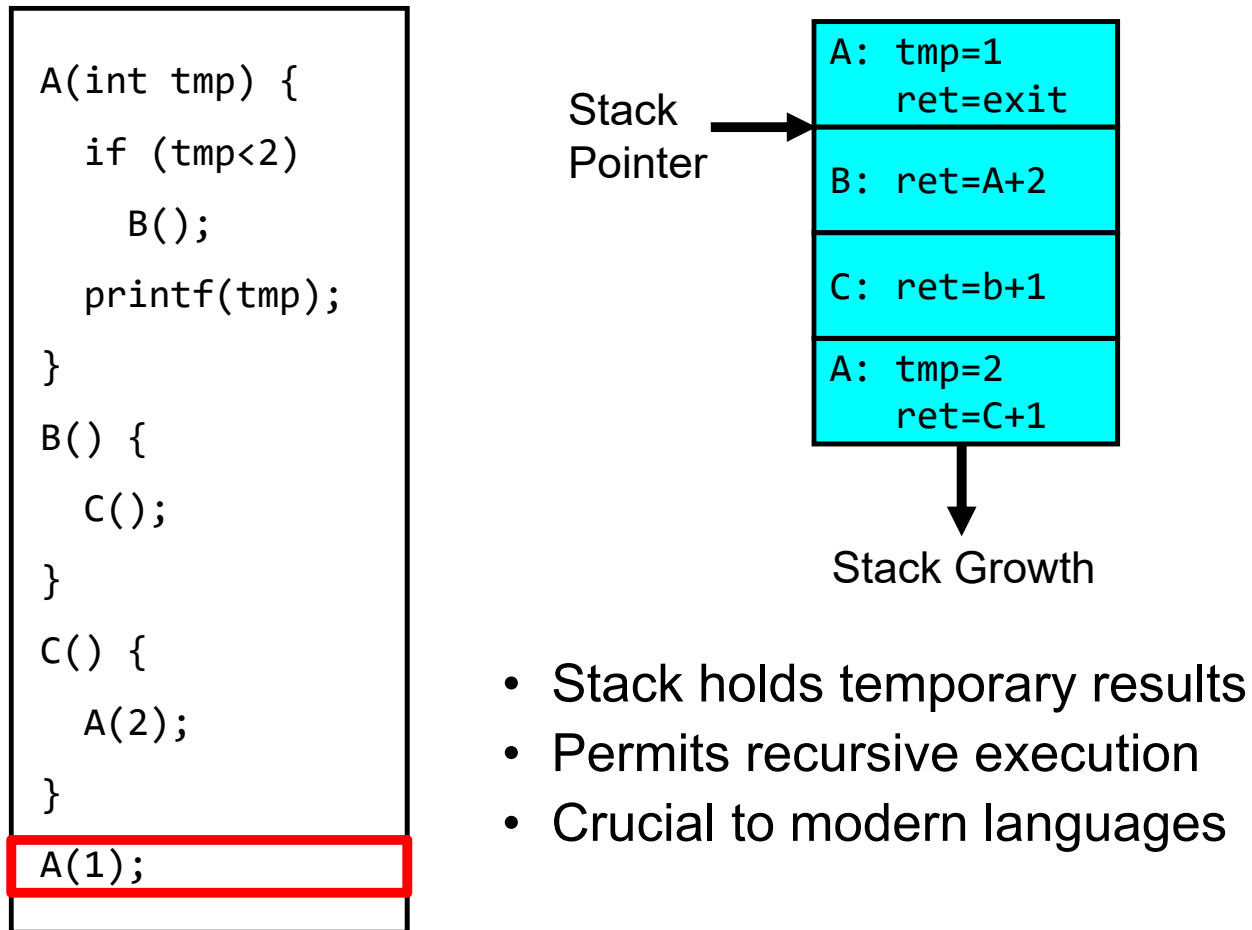 A(int tmp) {
if (tmp<2)
B();
printf(tmp);
}
B() {
C();
}
C() {
A(2);
}
A(1);
Stack
Pointer
A: tmp=1
ret=exit
B: ret=A+2
C: ret=b+1
A: tmp=2
ret=C+1
Stack Growth
• Stack holds temporary results
• Permits recursive execution
• Crucial to modern languages